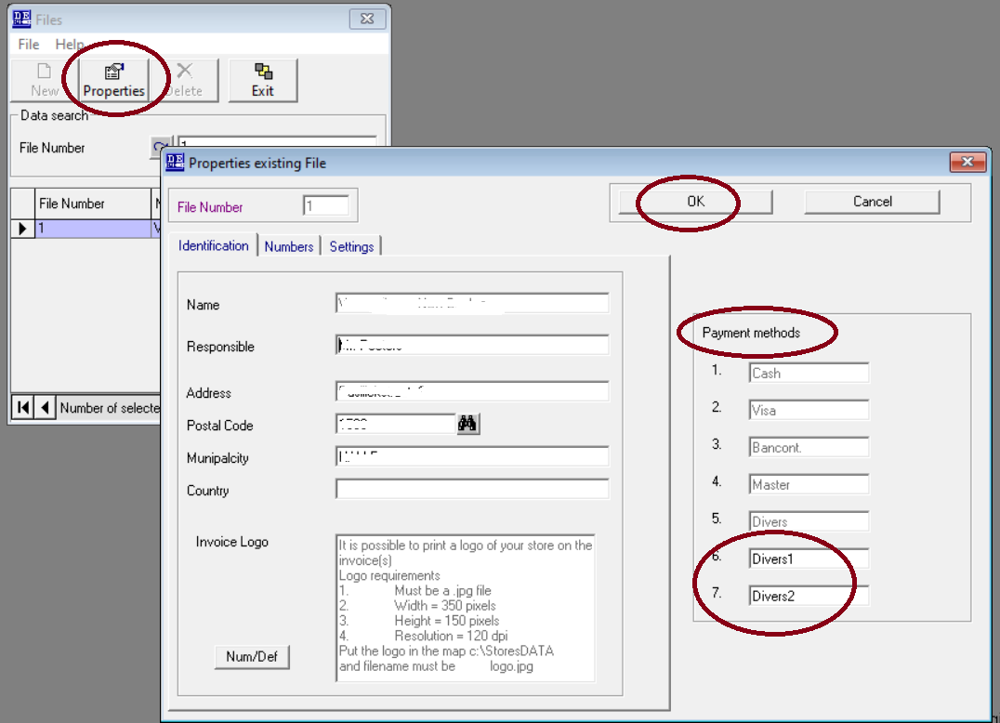 Files
File Help
New Properties Delete Exit
Data search
File Number 1
File Number
1
Number of selecte
Properties existing File
File Number 1
OK Cancel
Identification Numbers Settings
Name
Responsible
Address
Postal Code
Munipalcity
Country
Invoice Logo
It is possible to print a logo of your store on the
invoice(s)
Logo requirements
1. Must be a .jpg file
2. Width = 350 pixels
3. Height = 150 pixels
4. Resolution = 120 dpi
Put the logo in the map c:\StoresDATA
and filename must be logo.jpg
Num/Def
Payment methods
1. Cash
2. Visa
3. Bancont.
4. Master
5. Divers
6. Divers1
7. Divers2